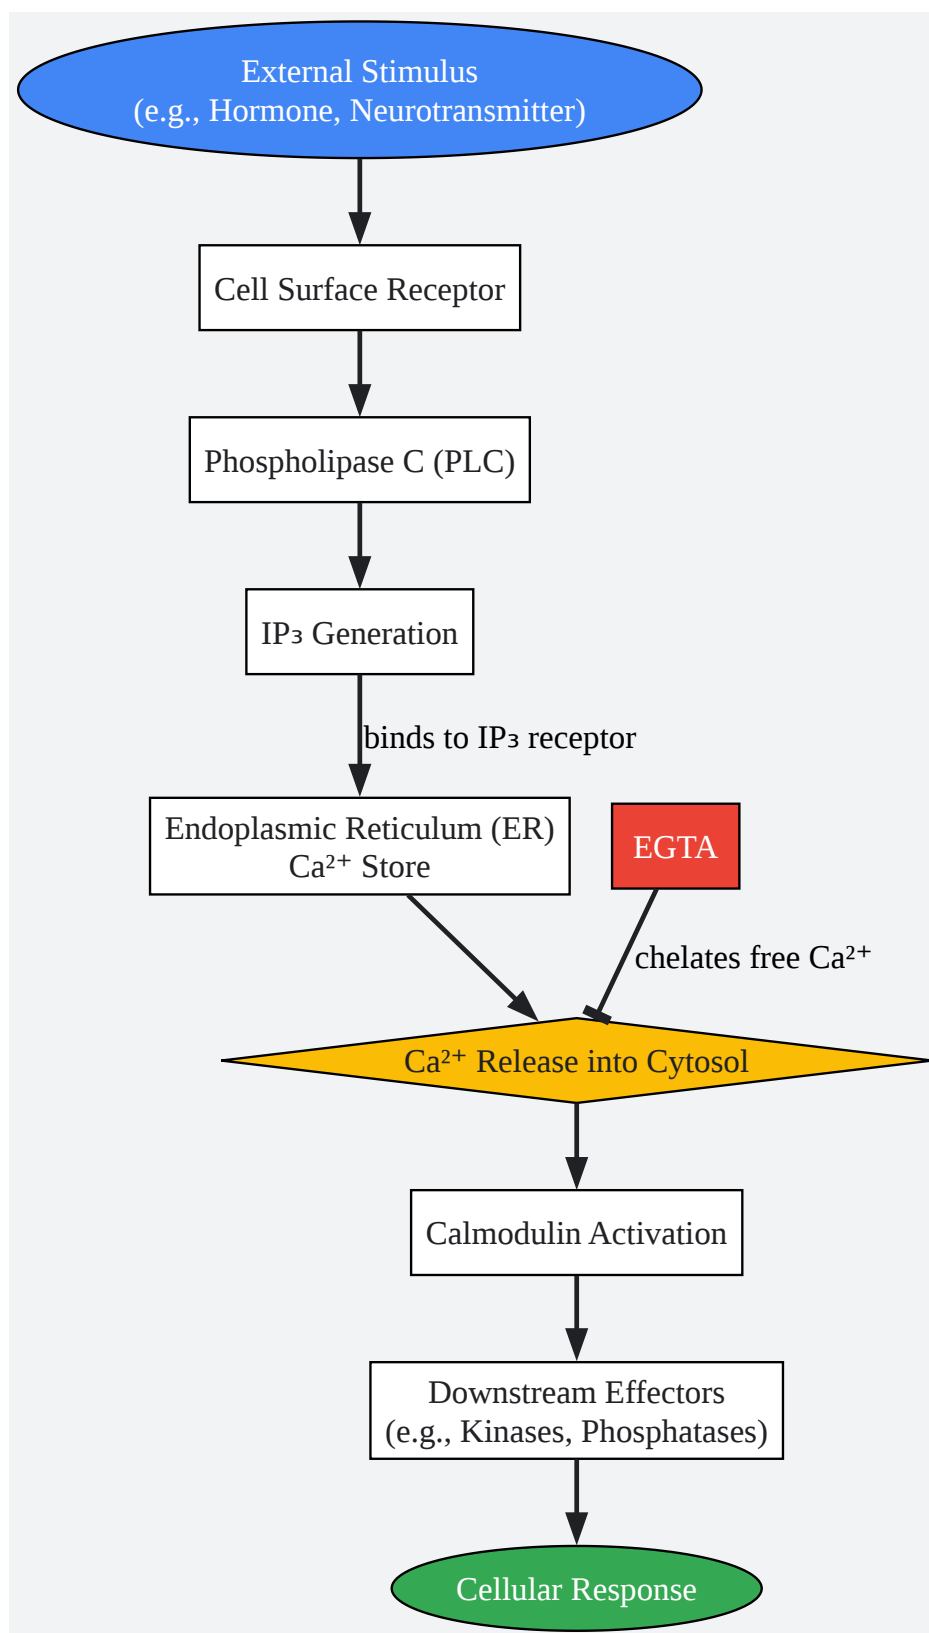 External Stimulus
(e.g., Hormone, Neurotransmitter)
Cell Surface Receptor
Phospholipase C (PLC)
IP₃ Generation
binds to IP₃ receptor
Endoplasmic Reticulum (ER)
Ca²⁺ Store
EGTA
chelates free Ca²⁺
Ca²⁺ Release into Cytosol
Calmodulin Activation
Downstream Effectors
(e.g., Kinases, Phosphatases)
Cellular Response